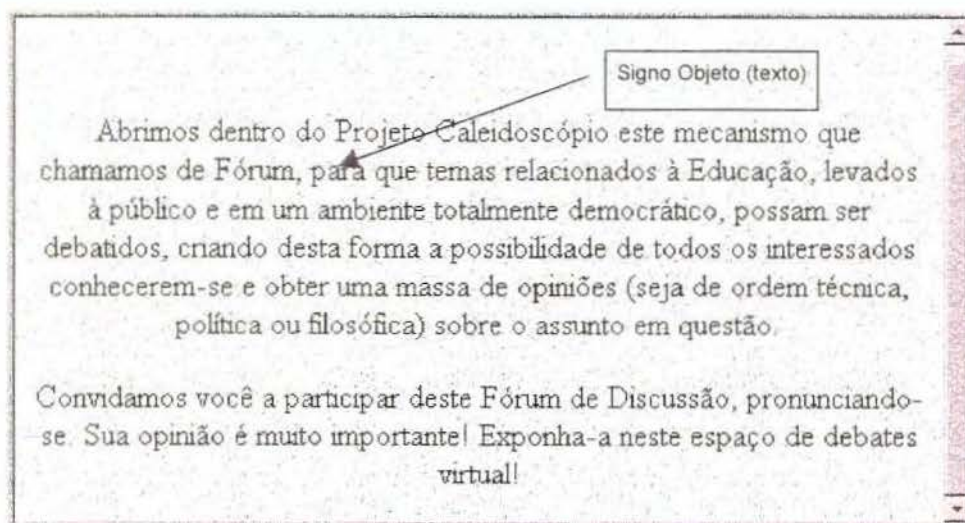 Signo Objeto (texto)
Abrimos dentro do Projeto Caleidoscópio este mecanismo que
chamamos de Fórum, para que temas relacionados à Educação, levados
à público e em um ambiente totalmente democrático, possam ser
debatidos, criando desta forma a possibilidade de todos os interessados
conhecerem-se e obter uma massa de opiniões (seja de ordem técnica,
política ou filosófica) sobre o assunto em questão.
Convidamos você a participar deste Fórum de Discussão, pronunciando-
se. Sua opinião é muito importante! Exponha-a neste espaço de debates
virtual!